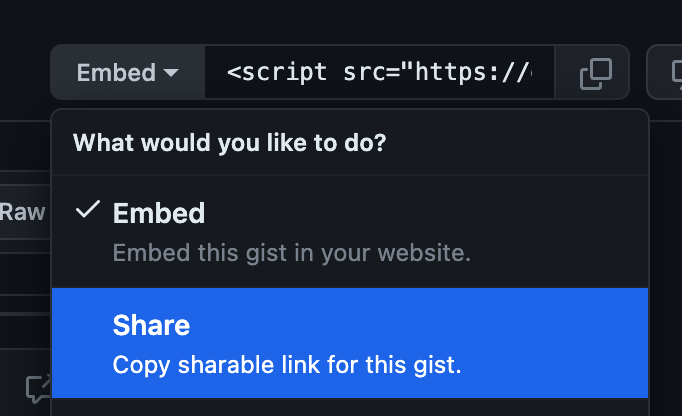 Embed
<script src="https://
What would you like to do?
Raw
Embed
Embed this gist in your website.
Share
Copy sharable link for this gist.